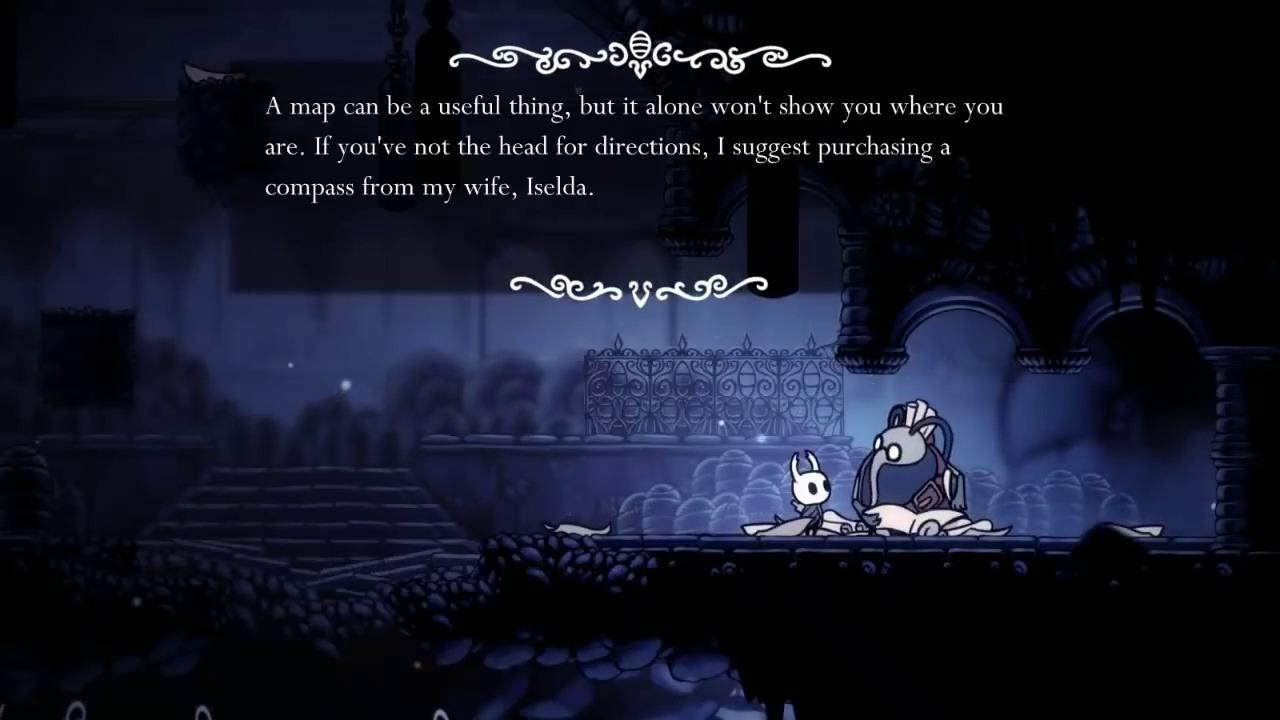 A map can be a useful thing, but it alone won't show you where you
are. If you've not the head for directions, I suggest purchasing a
compass from my wife, Iselda.